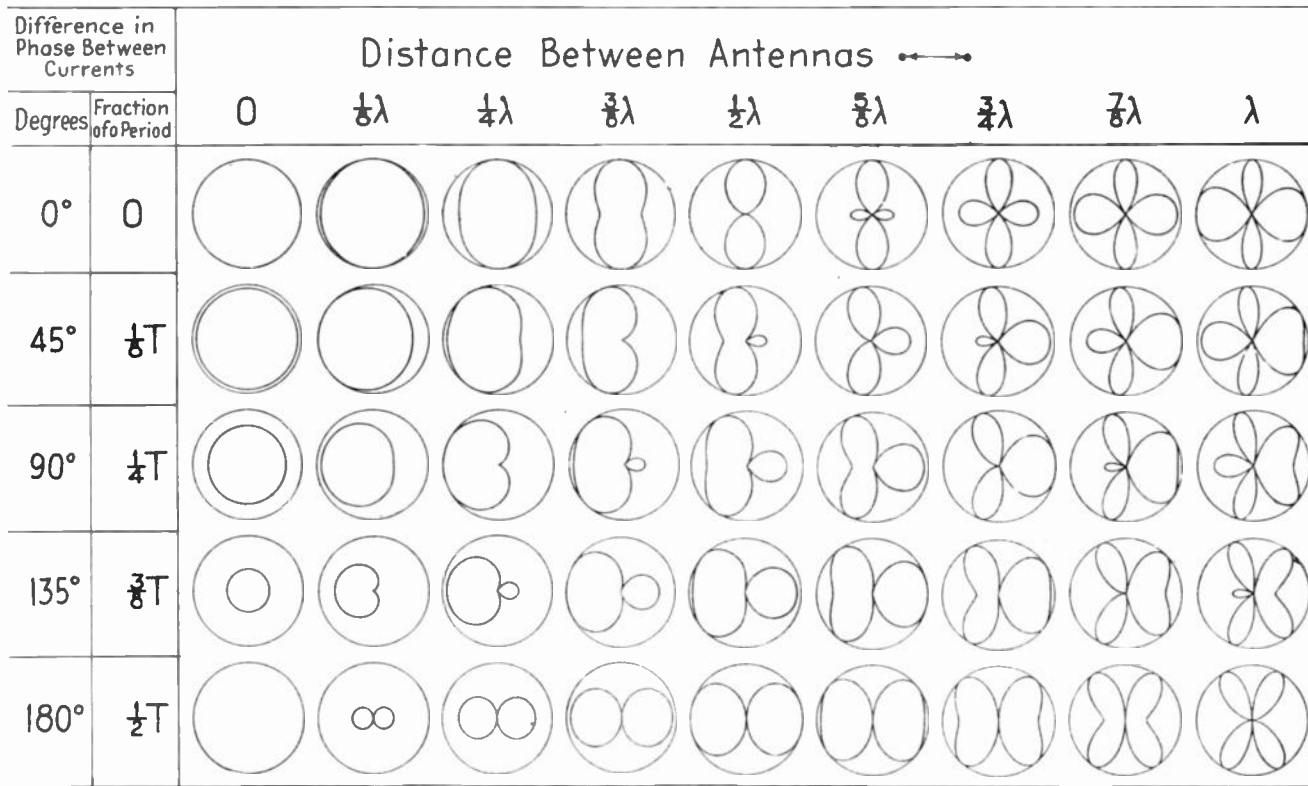 Difference in
Phase Between
Currents
Distance Between Antennas
Degrees
Fraction
of a Period
0
1/8λ
1/4λ
3/8λ
1/2λ
5/8λ
3/4λ
7/8λ
λ
0°
0
45°
1/8T
90°
1/4T
135°
3/8T
180°
1/2T